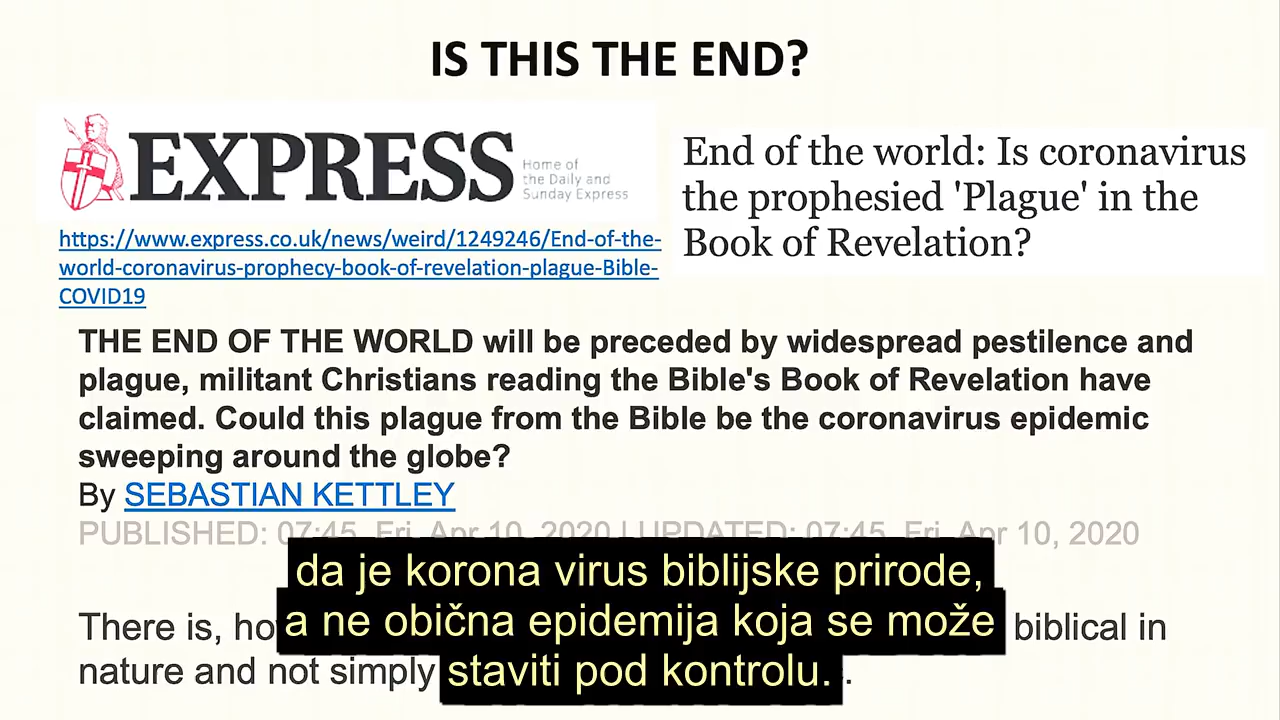 IS THIS THE END?
EXPRESS
Home of
the Daily and
Sunday Express
End of the world: Is coronavirus
the prophesied 'Plague' in the
Book of Revelation?
https://www.express.co.uk/news/weird/1249246/End-of-the-
world-coronavirus-prophecy-book-of-revelation-plague-Bible-
COVID19
THE END OF THE WORLD will be preceded by widespread pestilence and
plague, militant Christians reading the Bible's Book of Revelation have
claimed. Could this plague from the Bible be the coronavirus epidemic
sweeping around the globe?
By SEBASTIAN KETTLEY
PUBLISHED: 07:45, Fri, Apr 10, 2020 | UPDATED: 07:45, Fri, Apr 10, 2020
There is, biblical in
nature and not simply
da je korona virus biblijske prirode,
a ne obična epidemija koja se može
staviti pod kontrolu.